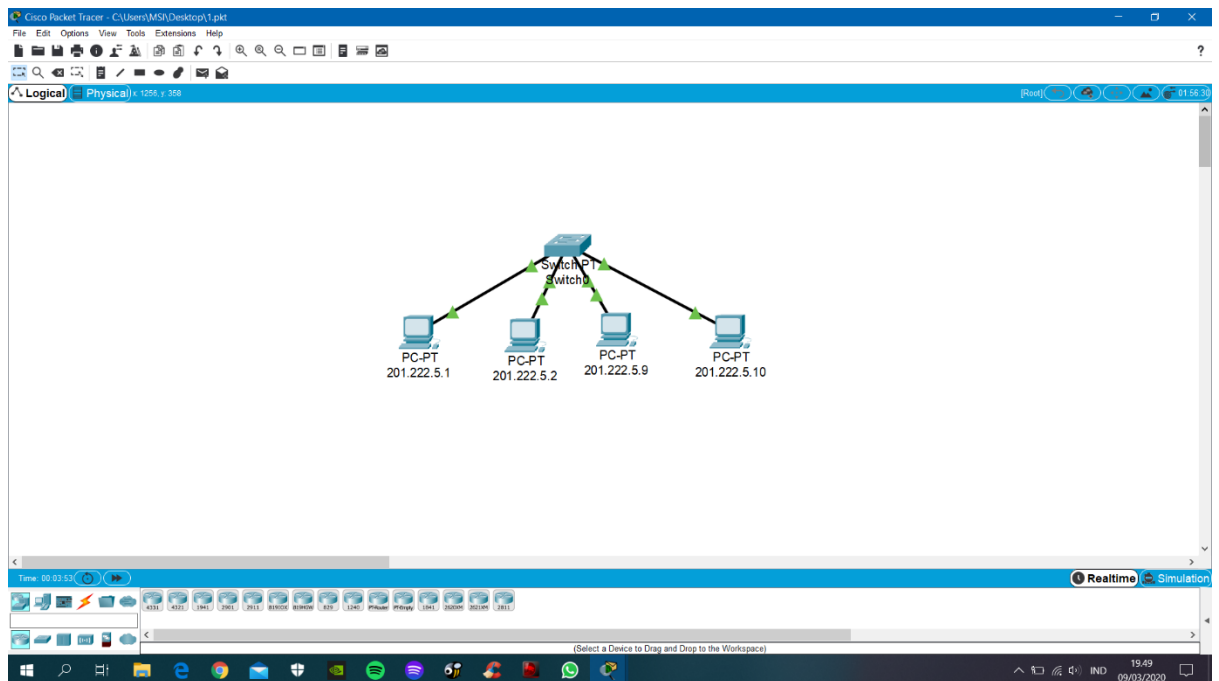 Cisco Packet Tracer - C:\Users\MSI\Desktop\1.pkt
File Edit Options View Tools Extensions Help
?
Logical Physical x: 1256, y: 358 [Root] 01:56:30
Switch-PT
Switch0
PC-PT
201.222.5.1
PC-PT
201.222.5.2
PC-PT
201.222.5.9
PC-PT
201.222.5.10
Time: 00:03:53 Realtime Simulation
4331 4321 1941 2901 2911 819IOX 819HGW 829 1240 PT-Router PT-Empty 1841 2620XM 2621XM 2811
(Select a Device to Drag and Drop to the Workspace)
IND 19.49
09/03/2020